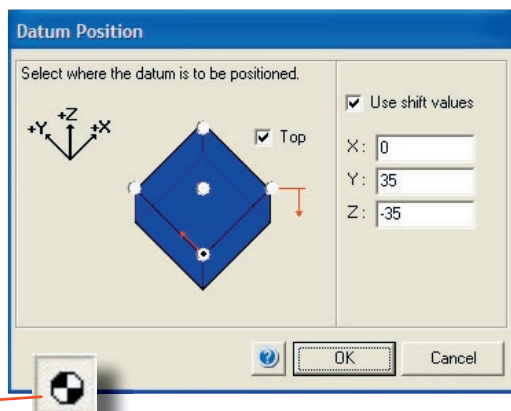 Datum Position
Select where the datum is to be positioned.
+Z
+Y +X
Top
Use shift values
X: 0
Y: 35
Z: -35
OK Cancel